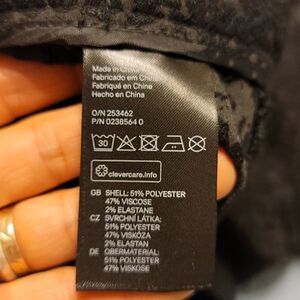 Made in China
Fabricado em China
Fabriqué en Chine
Hecho en China
O/N 253462
P/N 0238564 0
30
clevercare.info
GB SHELL: 51% POLYESTER
47% VISCOSE
2% ELASTANE
CZ SVRCHNÍ LÁTKA:
51% POLYESTER
47% VISKÓZA
2% ELASTAN
DE OBERMATERIAL:
51% POLYESTER
47% VISKOSE